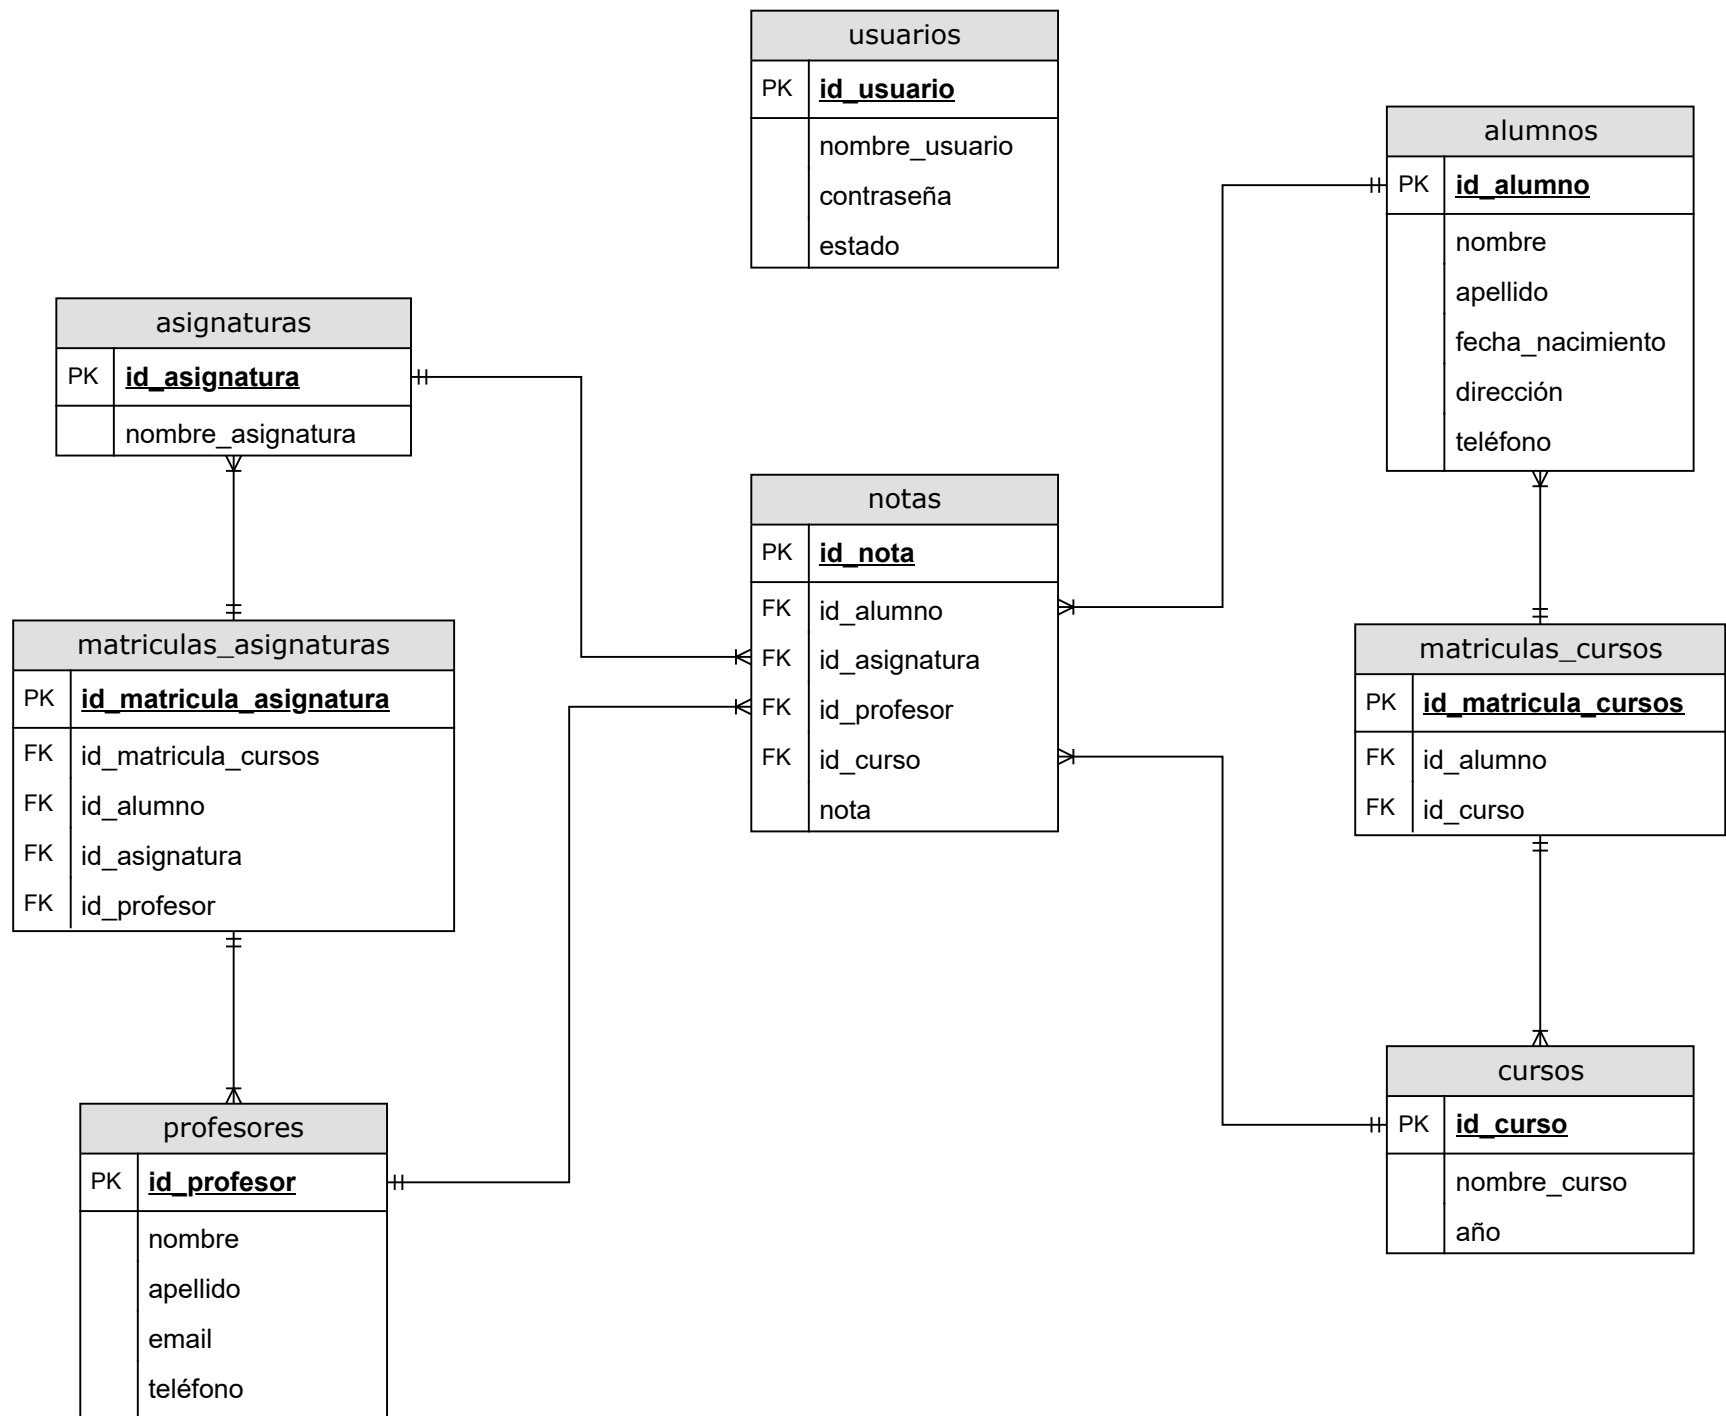 usuarios
PK id_usuario
nombre_usuario
contraseña
estado
alumnos
PK id_alumno
nombre
apellido
fecha_nacimiento
dirección
teléfono
asignaturas
PK id_asignatura
nombre_asignatura
notas
PK id_nota
FK id_alumno
FK id_asignatura
FK id_profesor
FK id_curso
nota
matriculas_asignaturas
PK id_matricula_asignatura
FK id_matricula_cursos
FK id_alumno
FK id_asignatura
FK id_profesor
matriculas_cursos
PK id_matricula_cursos
FK id_alumno
FK id_curso
profesores
PK id_profesor
nombre
apellido
email
teléfono
cursos
PK id_curso
nombre_curso
año